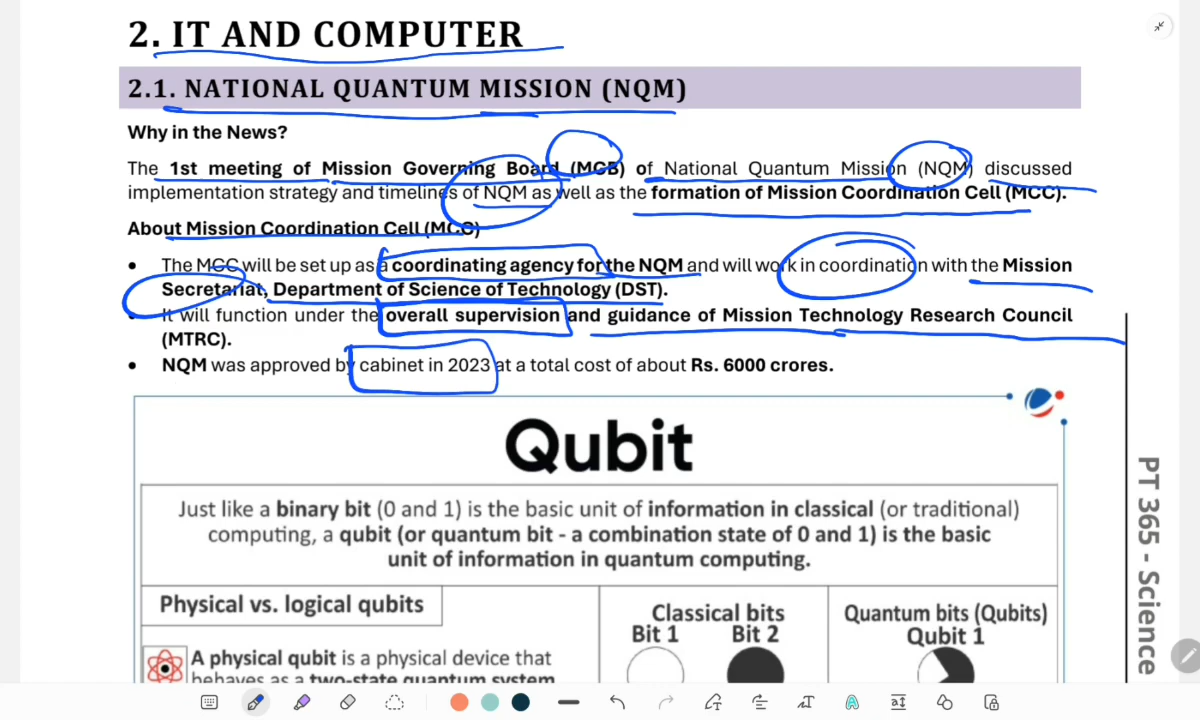 2. IT AND COMPUTER
2.1. NATIONAL QUANTUM MISSION (NQM)
Why in the News?
The 1st meeting of Mission Governing Board (MGB) of National Quantum Mission (NQM) discussed
implementation strategy and timelines of NQM as well as the formation of Mission Coordination Cell (MCC).
About Mission Coordination Cell (MCC)
• The MCC will be set up as a coordinating agency for the NQM and will work in coordination with the Mission
Secretariat, Department of Science of Technology (DST).
• It will function under the overall supervision and guidance of Mission Technology Research Council
(MTRC).
• NQM was approved by cabinet in 2023 at a total cost of about Rs. 6000 crores.
Qubit
Just like a binary bit (0 and 1) is the basic unit of information in classical (or traditional)
computing, a qubit (or quantum bit - a combination state of 0 and 1) is the basic
unit of information in quantum computing.
Physical vs. logical qubits
A physical qubit is a physical device that
behaves as a two-state quantum system
Classical bits
Bit 1 Bit 2
Quantum bits (Qubits)
Qubit 1
PT 365 - Science